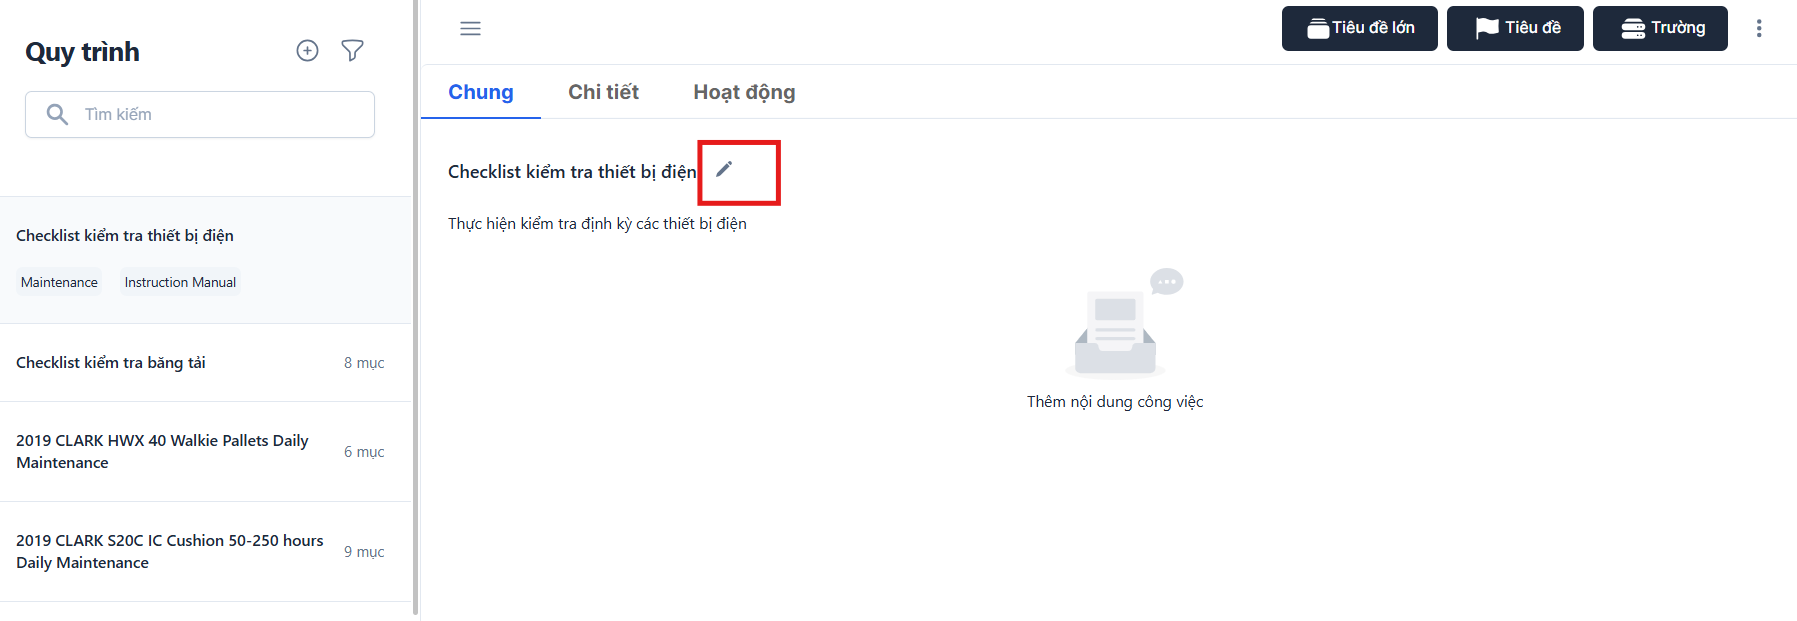 Quy trình
Tìm kiếm
Checklist kiểm tra thiết bị điện
Maintenance
Instruction Manual
Checklist kiểm tra băng tải
8 mục
2019 CLARK HWX 40 Walkie Pallets Daily
Maintenance
6 mục
2019 CLARK S20C IC Cushion 50-250 hours
Daily Maintenance
9 mục
Tiêu đề lớn
Tiêu đề
Trường
Chung
Chi tiết
Hoạt động
Checklist kiểm tra thiết bị điện
Thực hiện kiểm tra định kỳ các thiết bị điện
Thêm nội dung công việc